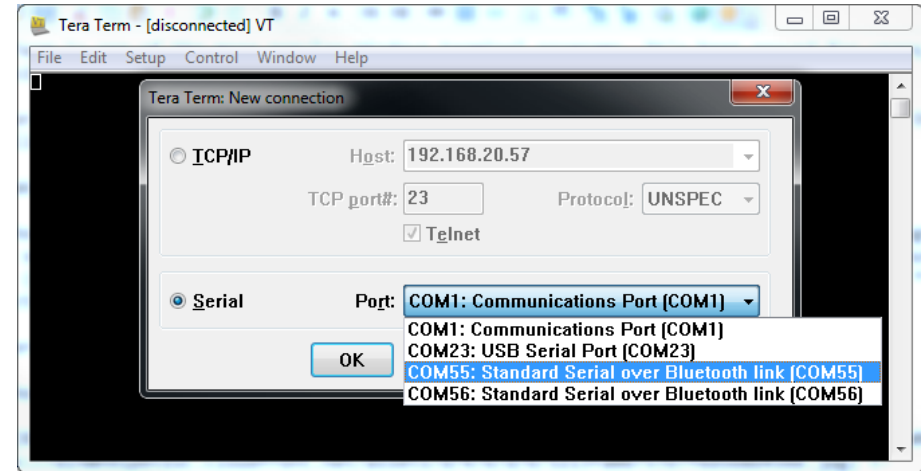 Tera Term - [disconnected] VT
File Edit Setup Control Window Help
Tera Term: New connection
TCP/IP Host: 192.168.20.57
TCP port#: 23 Protocol: UNSPEC
Telnet
Serial Port: COM1: Communications Port (COM1)
COM1: Communications Port (COM1)
COM23: USB Serial Port (COM23)
OK
COM55: Standard Serial over Bluetooth link (COM55)
COM56: Standard Serial over Bluetooth link (COM56)